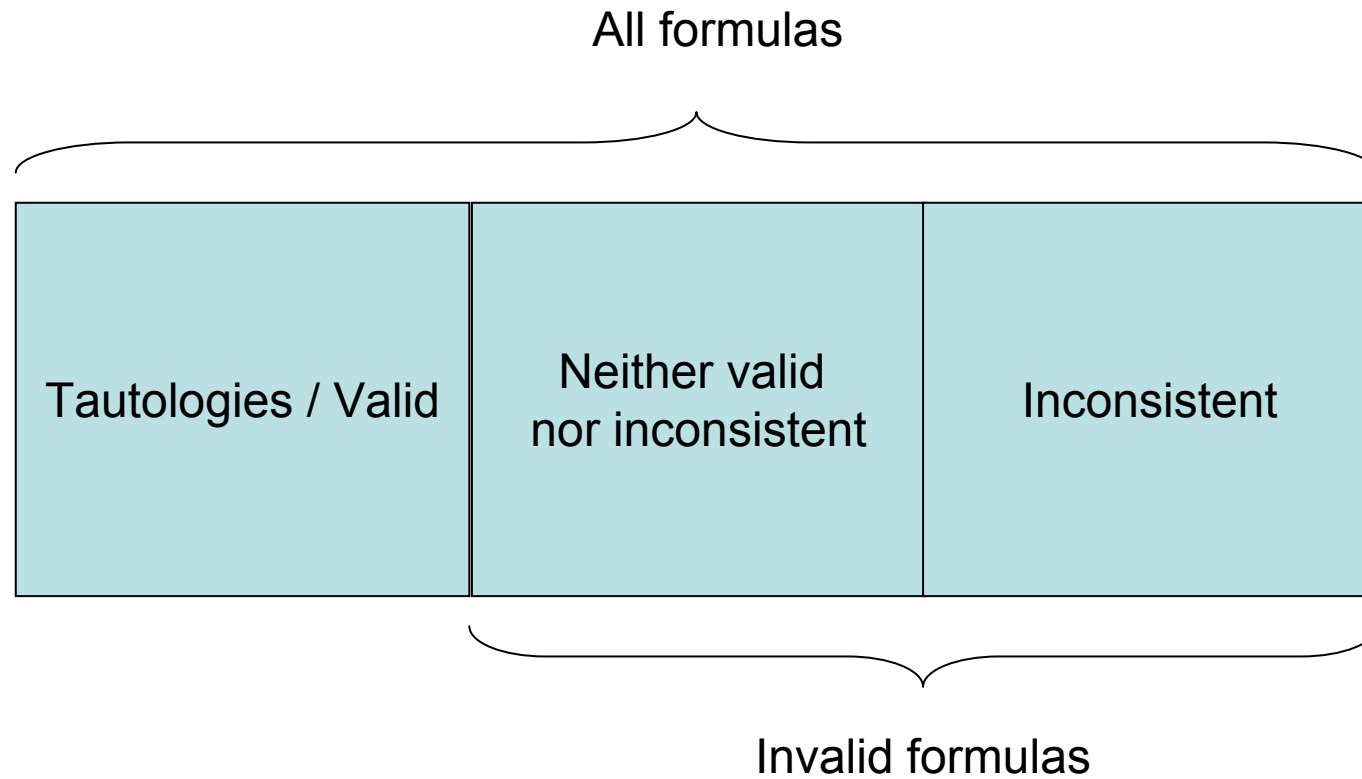 All formulas
Tautologies / Valid
Neither valid
nor inconsistent
Inconsistent
Invalid formulas